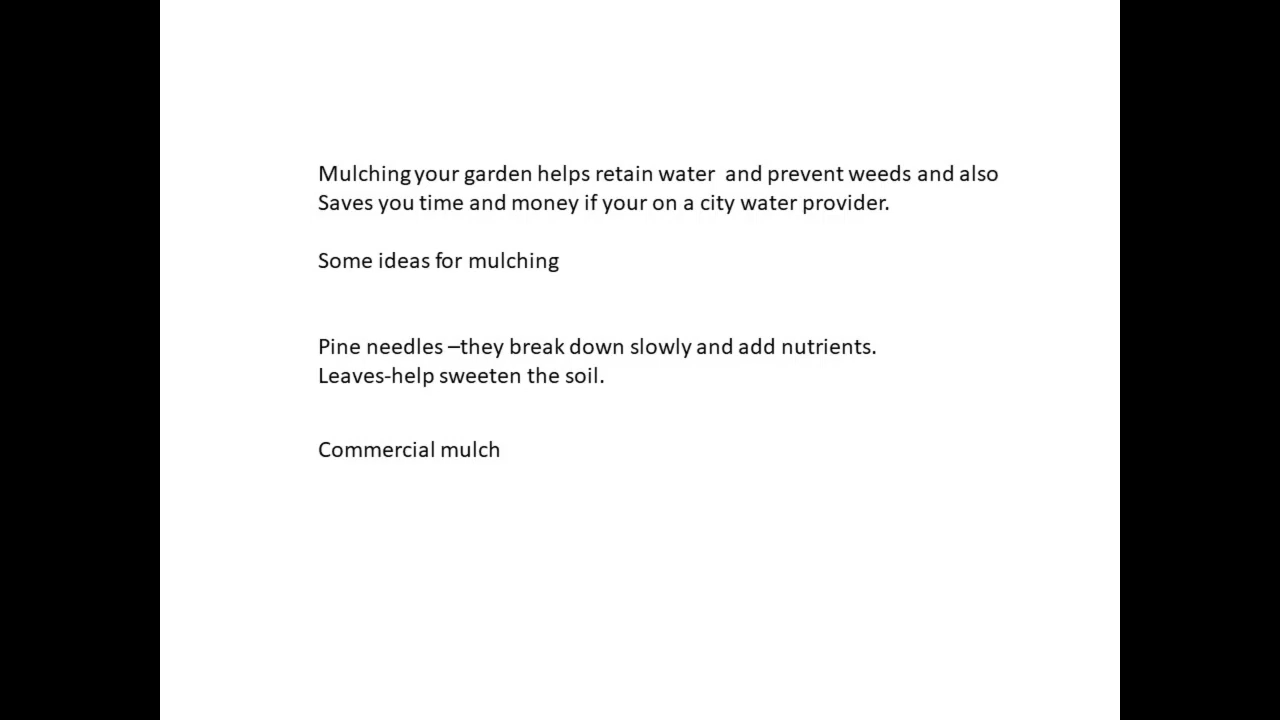 Mulching your garden helps retain water  and prevent weeds and also
Saves you time and money if your on a city water provider.
Some ideas for mulching
Pine needles –they break down slowly and add nutrients.
Leaves-help sweeten the soil.
Commercial mulch